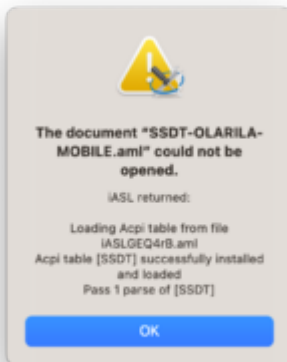 The document "SSDT-OLARILA-
MOBILE.aml" could not be
opened.
iASL returned:
Loading Acpi table from file
iASLGEQ4rB.aml
Acpi table [SSDT] successfully installed
and loaded
Pass 1 parse of [SSDT]
OK